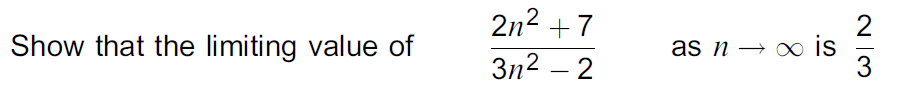 Show that the limiting value of (2n² + 7)/(3n² – 2) as n → ∞ is 2/3